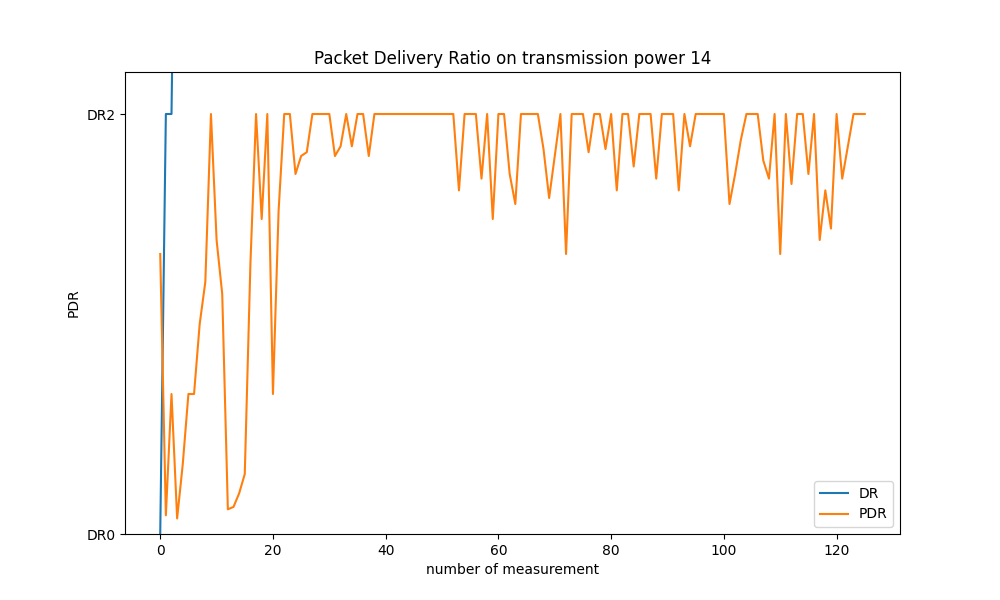 Packet Delivery Ratio on transmission power 14
DR2
PDR
DR0
0 20 40 60 80 100 120
number of measurement
DR
PDR